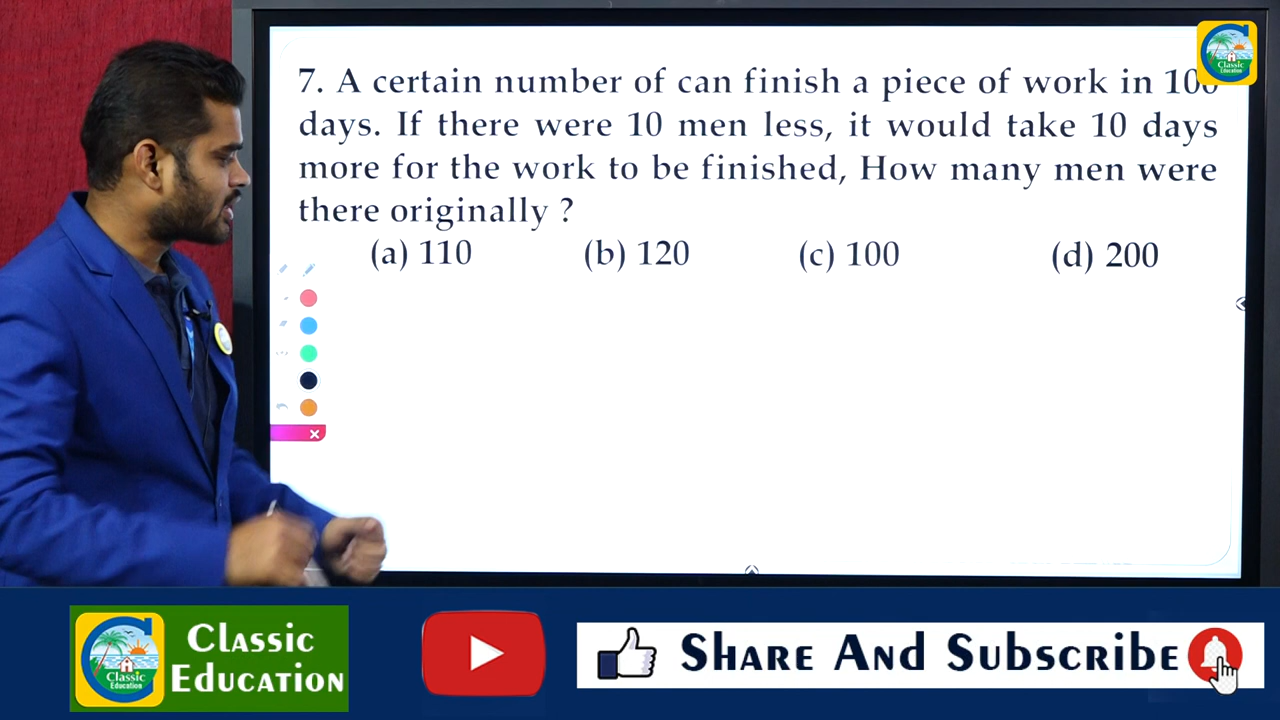 7. A certain number of can finish a piece of work in 100
days. If there were 10 men less, it would take 10 days
more for the work to be finished, How many men were
there originally ?
(a) 110 (b) 120 (c) 100 (d) 200
Classic
Education
Classic
Education
Classic
Education
Share And Subscribe